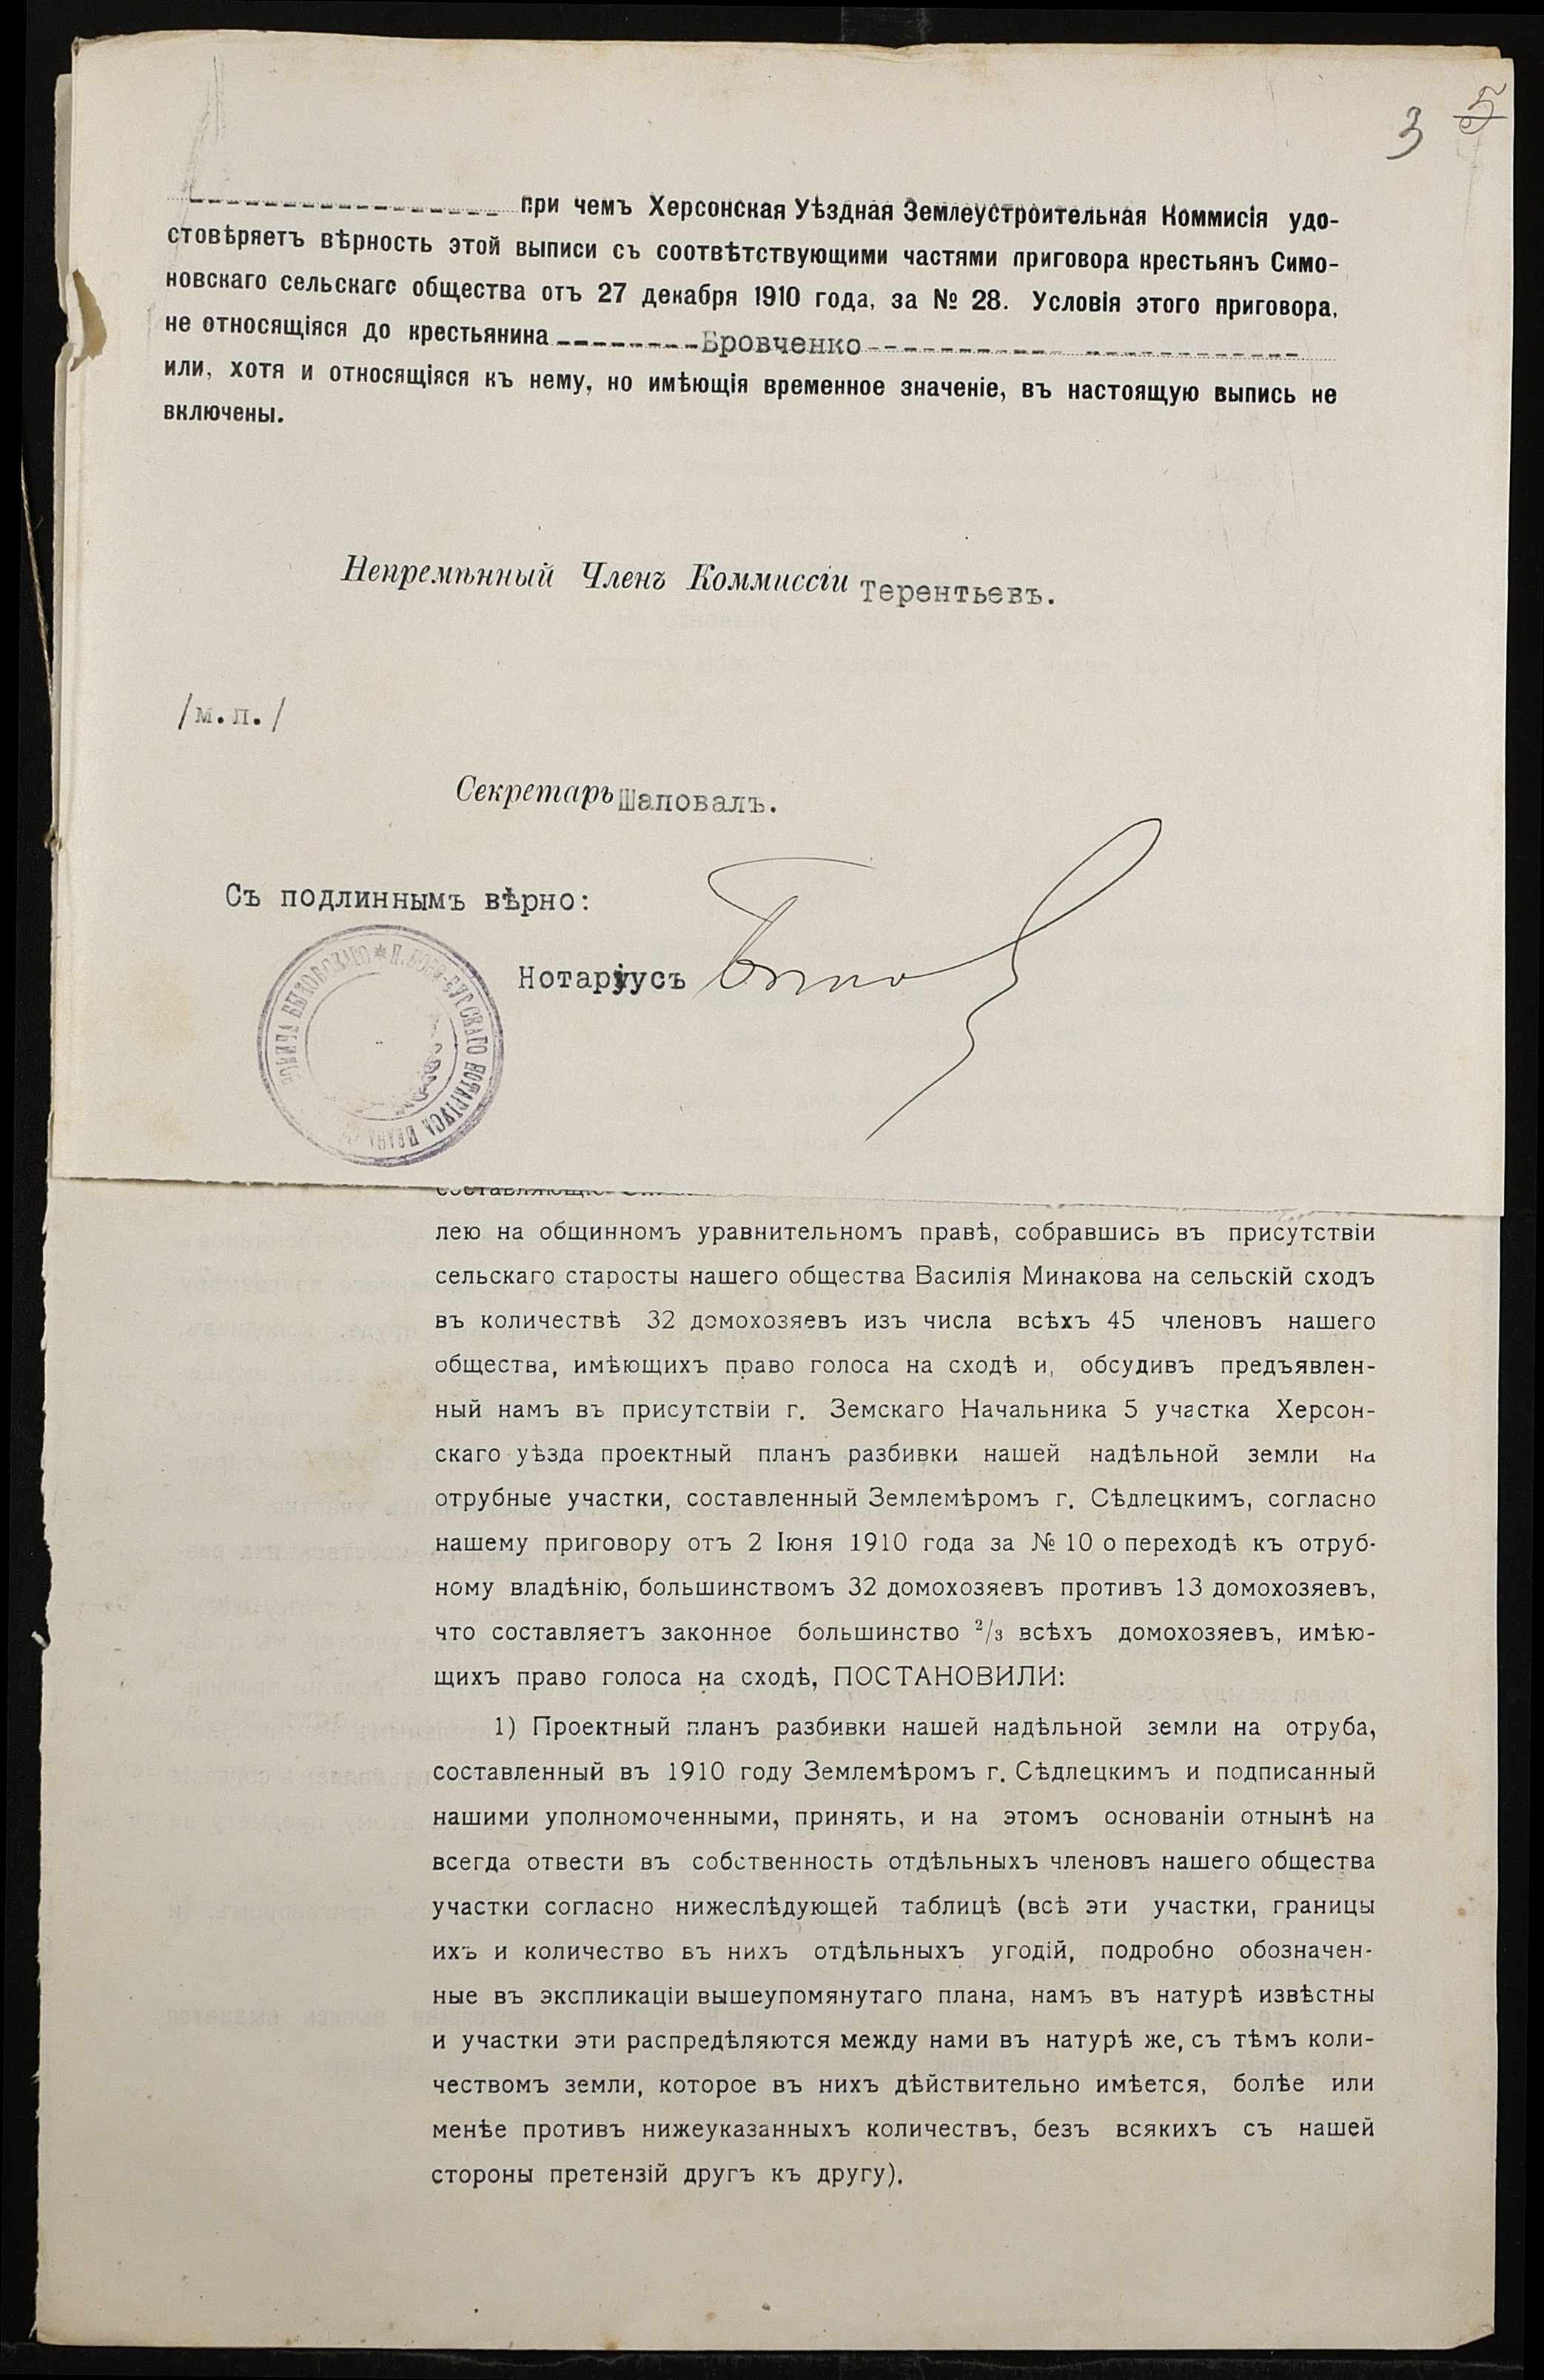 3 5
при чемъ Херсонская Уѣздная Землеустроительная Коммисія удо-
стовѣряетъ вѣрность этой выписи съ соотвѣтствующими частями приговора крестьянъ Симо-
новскаго сельскаго общества отъ 27 декабря 1910 года, за № 28. Условія этого приговора,
не относящіяся до крестьянина --------- Бровченко ---------
или, хотя и относящіяся къ нему, но имѣющія временное значеніе, въ настоящую выпись не
включены.
Непремѣнный Членъ Коммиссіи Терентьевъ.
/м.п./
Секретарь Шаповалъ.
Съ подлиннымъ вѣрно:
Нотаріусъ
НОТАРІУСА ИВАНА
лею на общинномъ уравнительномъ правѣ, собравшись въ присутствіи
сельскаго старосты нашего общества Василія Минакова на сельскій сходъ
въ количествѣ 32 домохозяевъ изъ числа всѣхъ 45 членовъ нашего
общества, имѣющихъ право голоса на сходѣ и, обсудивъ предъявлен-
ный намъ въ присутствіи г. Земскаго Начальника 5 участка Херсон-
скаго уѣзда проектный планъ разбивки нашей надѣльной земли на
отрубные участки, составленный Землемѣромъ г. Сѣдлецкимъ, согласно
нашему приговору отъ 2 Іюня 1910 года за № 10 о переходѣ къ отруб-
ному владѣнію, большинствомъ 32 домохозяевъ противъ 13 домохозяевъ,
что составляетъ законное большинство ²/₃ всѣхъ домохозяевъ, имѣю-
щихъ право голоса на сходѣ, ПОСТАНОВИЛИ:
1) Проектный планъ разбивки нашей надѣльной земли на отруба,
составленный въ 1910 году Землемѣромъ г. Сѣдлецкимъ и подписанный
нашими уполномоченными, принять, и на этомъ основаніи отнынѣ на
всегда отвести въ собственность отдѣльныхъ членовъ нашего общества
участки согласно нижеслѣдующей таблицѣ (всѣ эти участки, границы
ихъ и количество въ нихъ отдѣльныхъ угодій, подробно обозначен-
ные въ экспликаціи вышеупомянутаго плана, намъ въ натурѣ извѣстны
и участки эти распредѣляются между нами въ натурѣ же, съ тѣмъ коли-
чествомъ земли, которое въ нихъ дѣйствительно имѣется, болѣе или
менѣе противъ нижеуказанныхъ количествъ, безъ всякихъ съ нашей
стороны претензій другъ къ другу).